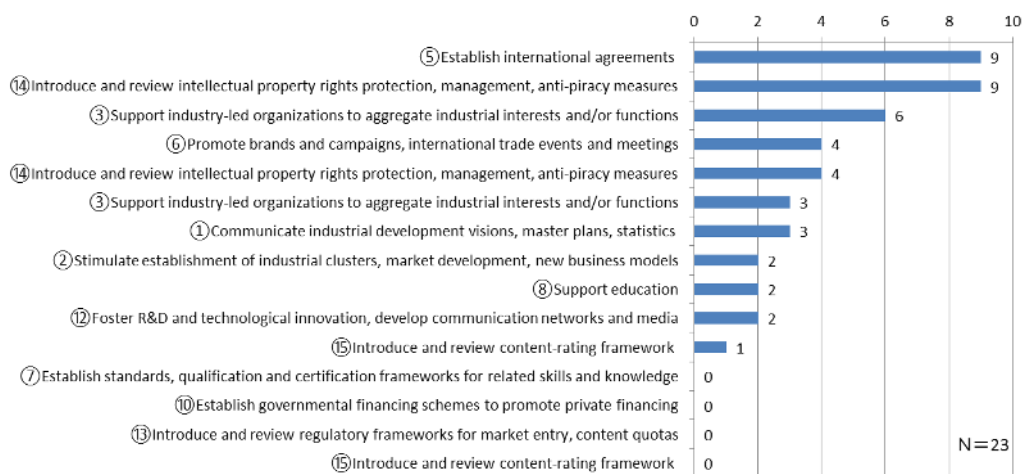 0 2 4 6 8 10
⑤Establish international agreements 9
⑭Introduce and review intellectual property rights protection, management, anti-piracy measures 9
③Support industry-led organizations to aggregate industrial interests and/or functions 6
⑥Promote brands and campaigns, international trade events and meetings 4
⑭Introduce and review intellectual property rights protection, management, anti-piracy measures 4
③Support industry-led organizations to aggregate industrial interests and/or functions 3
①Communicate industrial development visions, master plans, statistics 3
②Stimulate establishment of industrial clusters, market development, new business models 2
⑧Support education 2
⑫Foster R&D and technological innovation, develop communication networks and media 2
⑮Introduce and review content-rating framework 1
⑦Establish standards, qualification and certification frameworks for related skills and knowledge 0
⑩Establish governmental financing schemes to promote private financing 0
⑬Introduce and review regulatory frameworks for market entry, content quotas 0
N=23
⑮Introduce and review content-rating framework 0